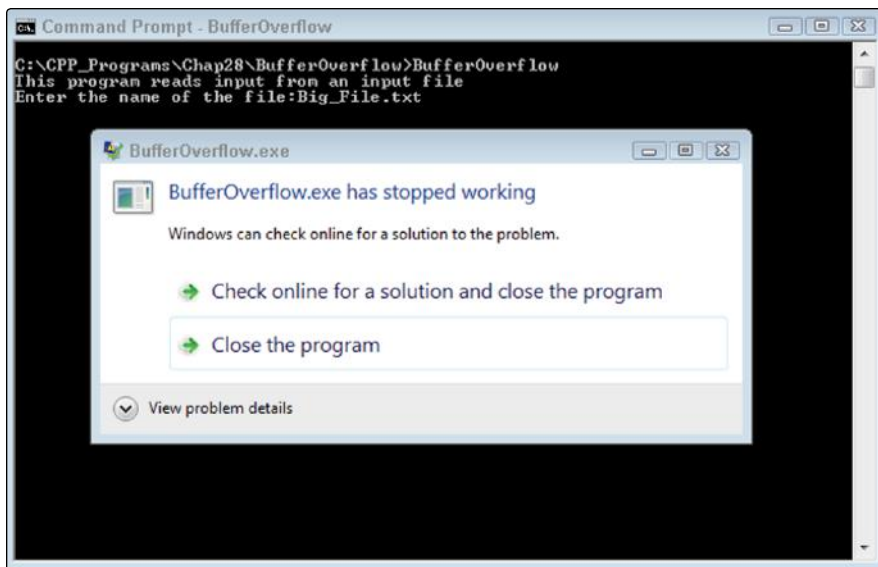 Command Prompt - BufferOverflow
C:\CPP_Programs\Chap28\BufferOverflow>BufferOverflow
This program reads input from an input file
Enter the name of the file:Big_File.txt
BufferOverflow.exe
BufferOverflow.exe has stopped working
Windows can check online for a solution to the problem.
Check online for a solution and close the program
Close the program
View problem details